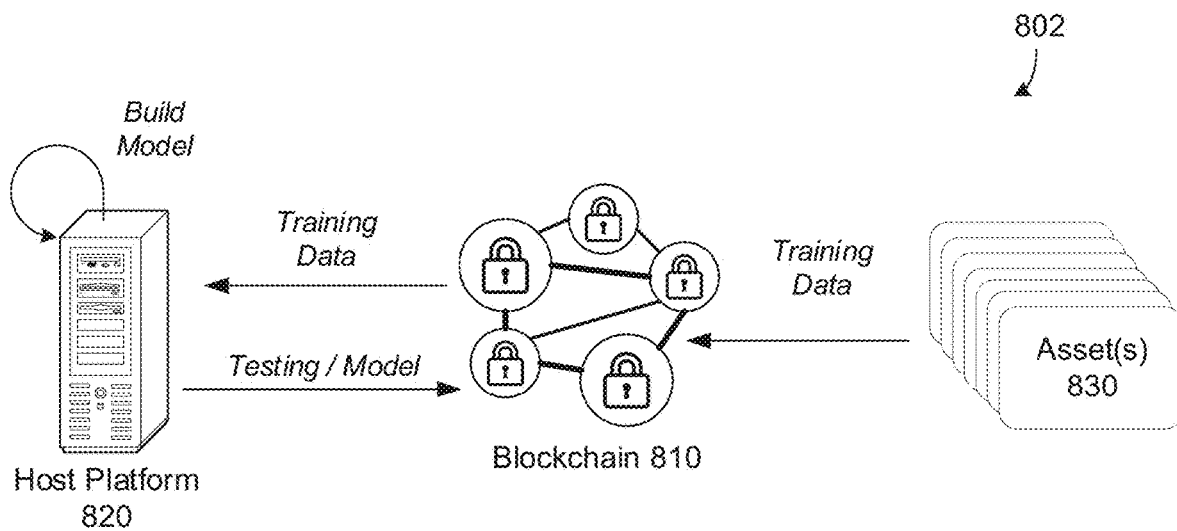 802
Build
Model
Training
Data
Training
Data
Testing / Model
Asset(s)
830
Blockchain 810
Host Platform
820